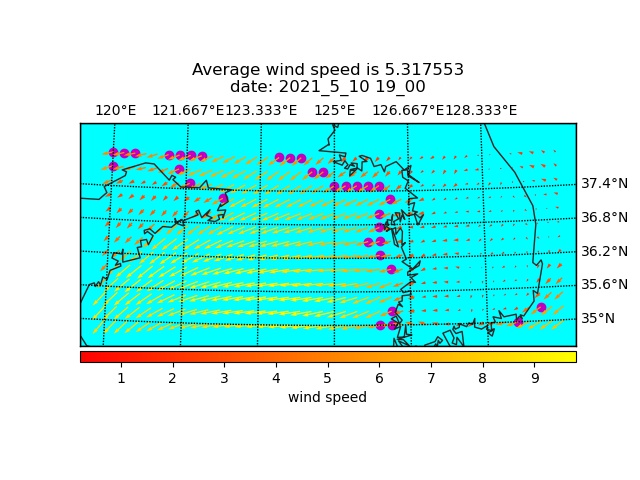 Average wind speed is 5.317553
date: 2021_5_10 19_00
120°E 121.667°E 123.333°E 125°E 126.667°E 128.333°E
37.4°N
36.8°N
36.2°N
35.6°N
35°N
1 2 3 4 5 6 7 8 9
wind speed